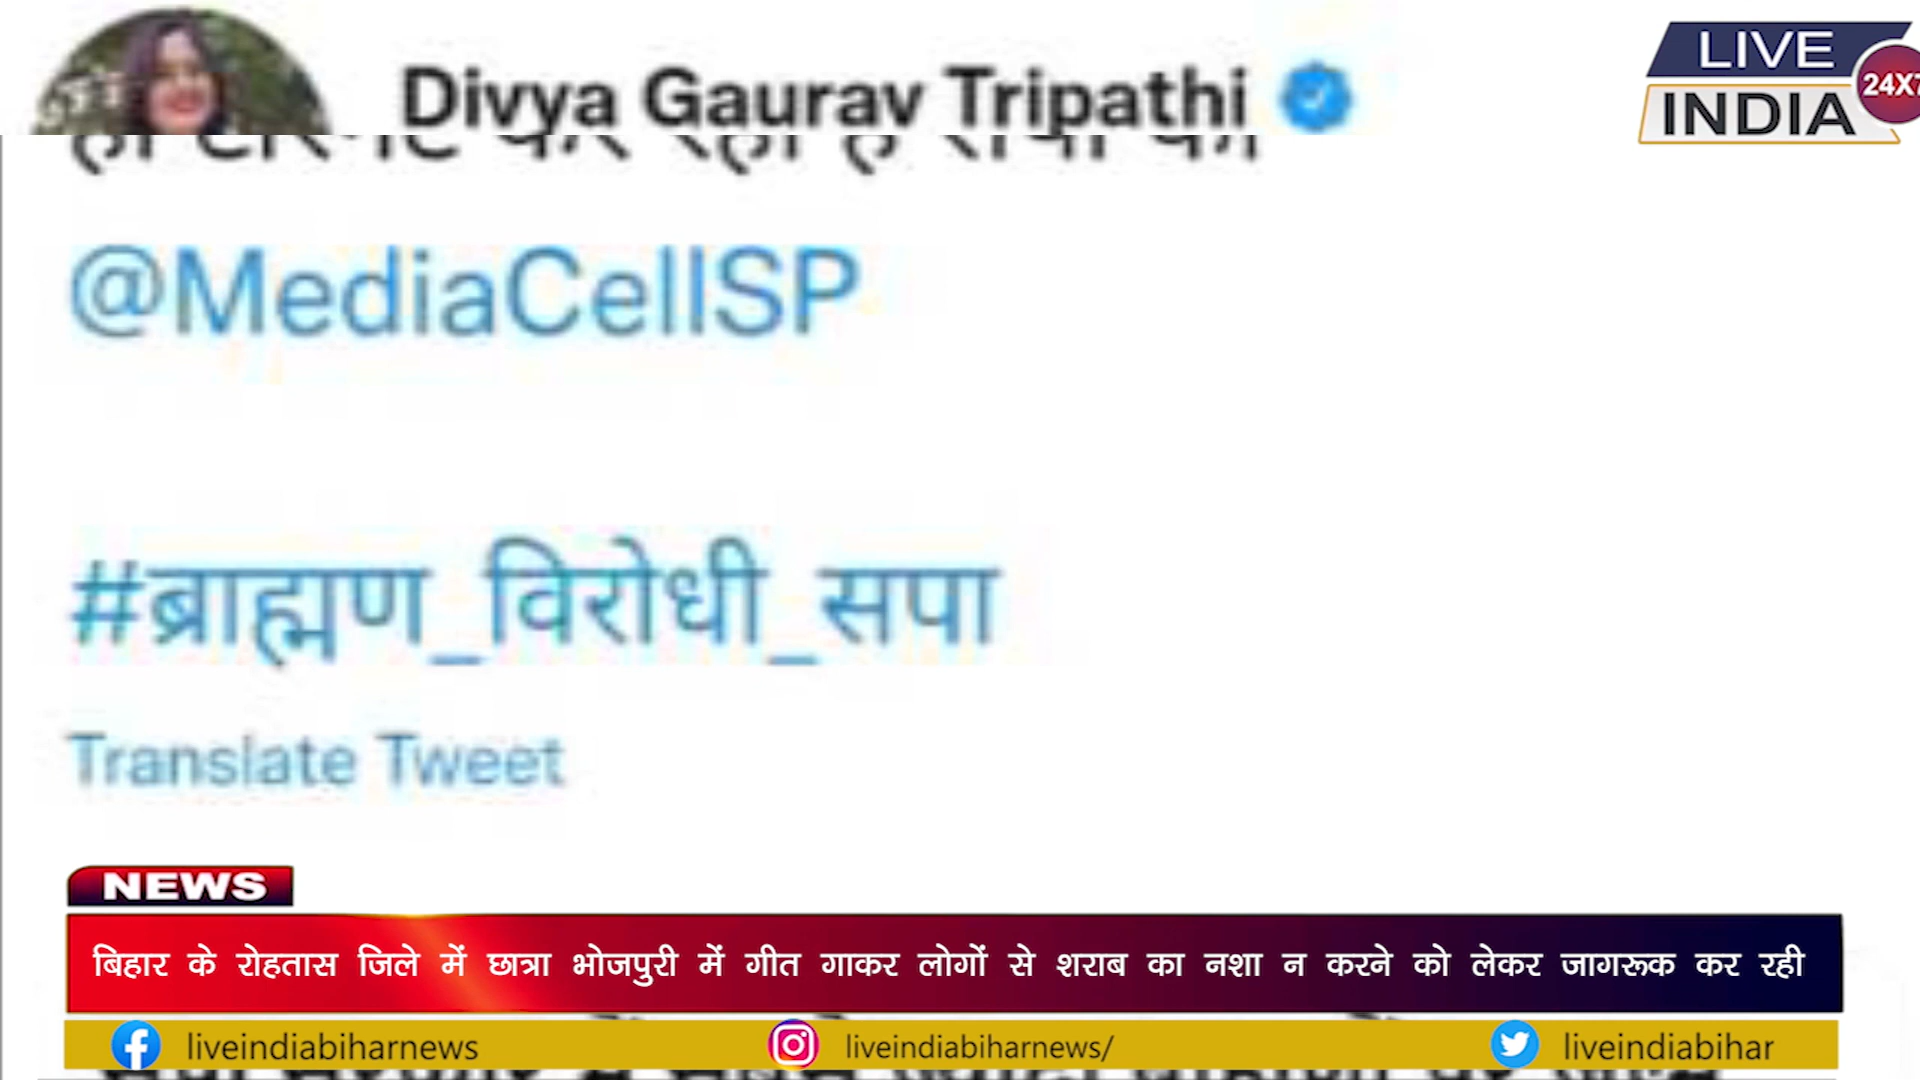 Divya Gaurav Tripathi
LIVE
INDIA
24X7
@MediaCellSP
#ब्राह्मण_विरोधी_सपा
Translate Tweet
NEWS
बिहार के रोहतास जिले में छात्रा भोजपुरी में गीत गाकर लोगों से शराब का नशा न करने को लेकर जागरूक कर रही
liveindiabiharnews
liveindiabiharnews/
liveindiabihar